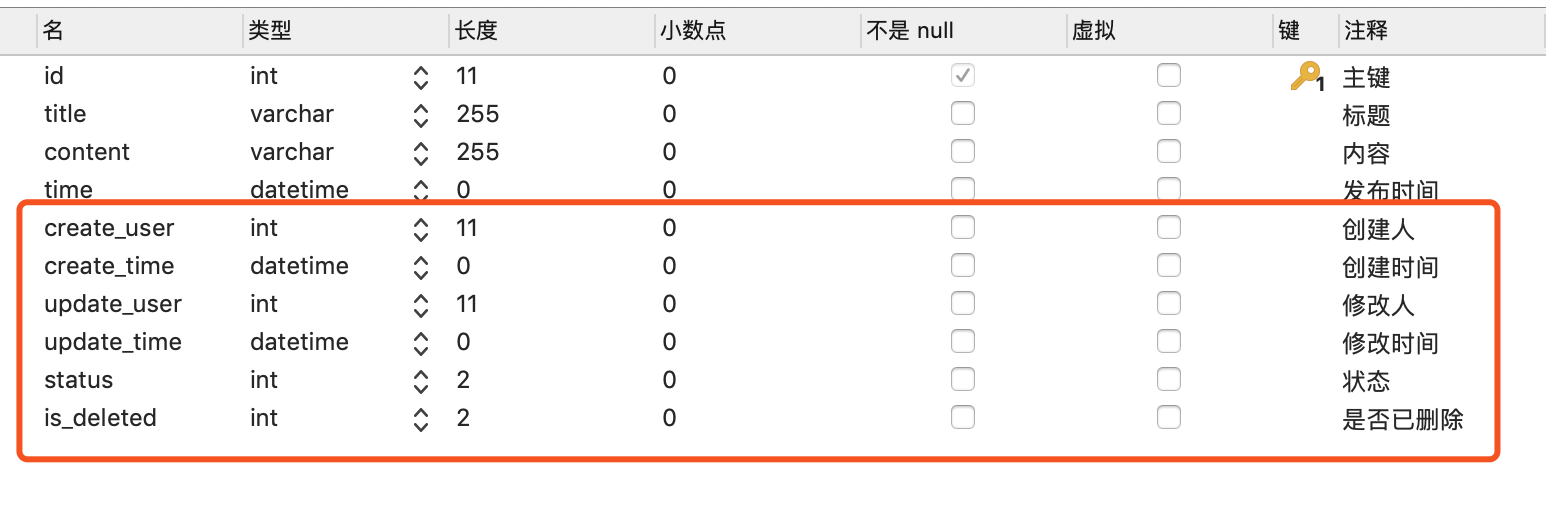 名 类型 长度 小数点 不是 null 虚拟 键 注释
id int 11 0 1 主键
title varchar 255 0 标题
content varchar 255 0 内容
time datetime 0 0 发布时间
create_user int 11 0 创建人
create_time datetime 0 0 创建时间
update_user int 11 0 修改人
update_time datetime 0 0 修改时间
status int 2 0 状态
is_deleted int 2 0 是否已删除